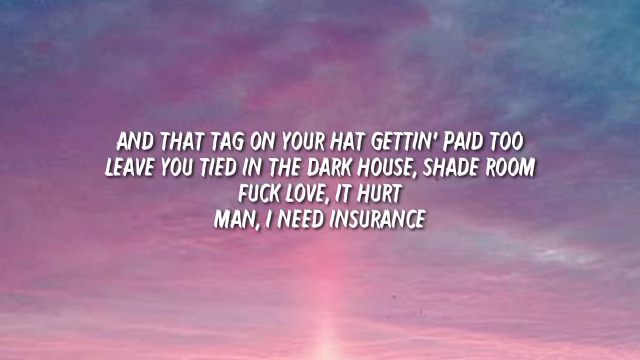 AND THAT TAG ON YOUR HAT GETTIN' PAID TOO
LEAVE YOU TIED IN THE DARK HOUSE, SHADE ROOM
FUCK LOVE, IT HURT
MAN, I NEED INSURANCE